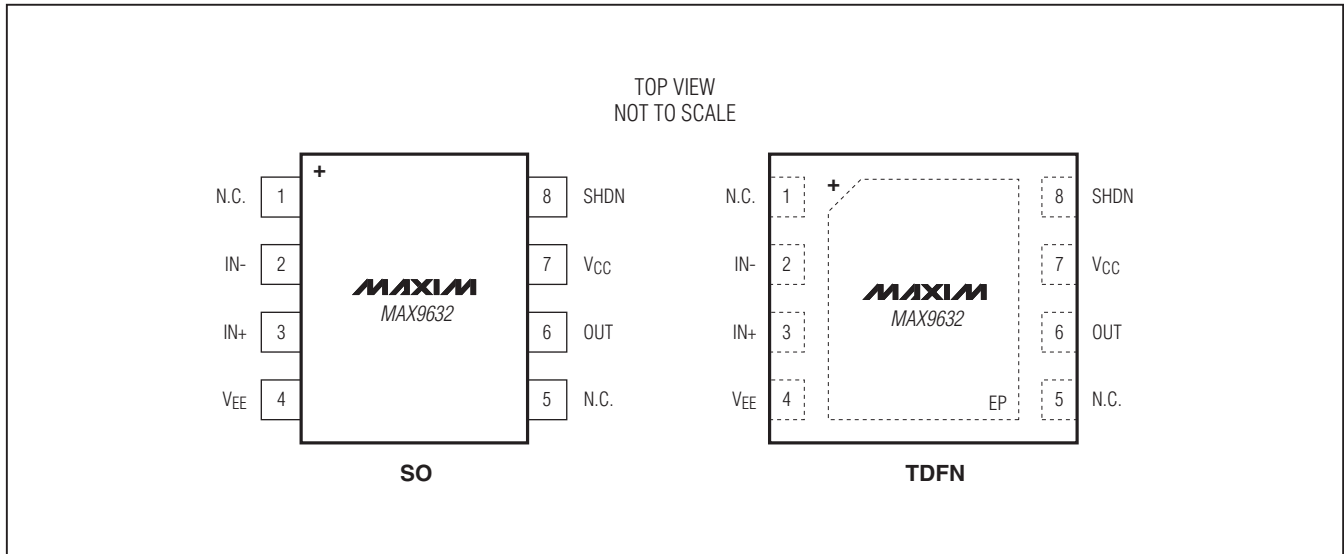 TOP VIEW
NOT TO SCALE
+
N.C. 1
8 SHDN
IN- 2
7 VCC
MAXIM
MAX9632
IN+ 3
6 OUT
VEE 4
5 N.C.
SO
+
N.C. 1
8 SHDN
IN- 2
7 VCC
MAXIM
MAX9632
IN+ 3
6 OUT
VEE 4
EP
5 N.C.
TDFN